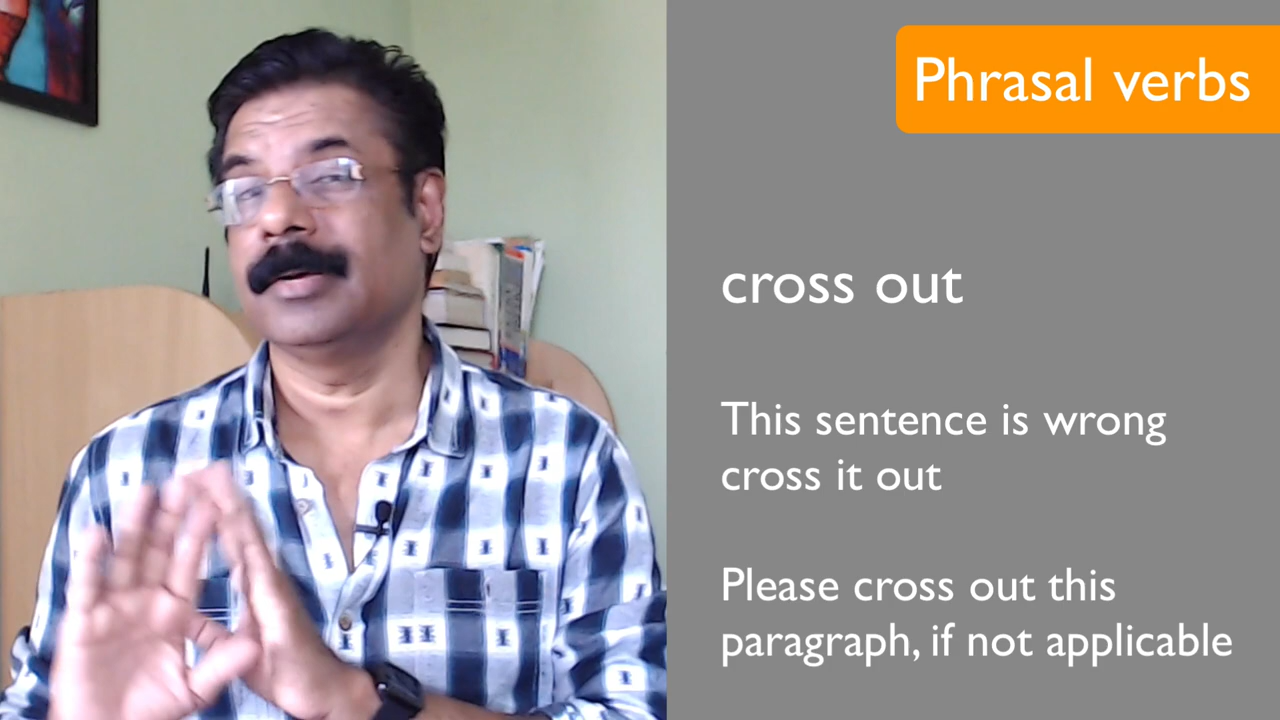 Phrasal verbs
cross out
This sentence is wrong
cross it out
Please cross out this
paragraph, if not applicable